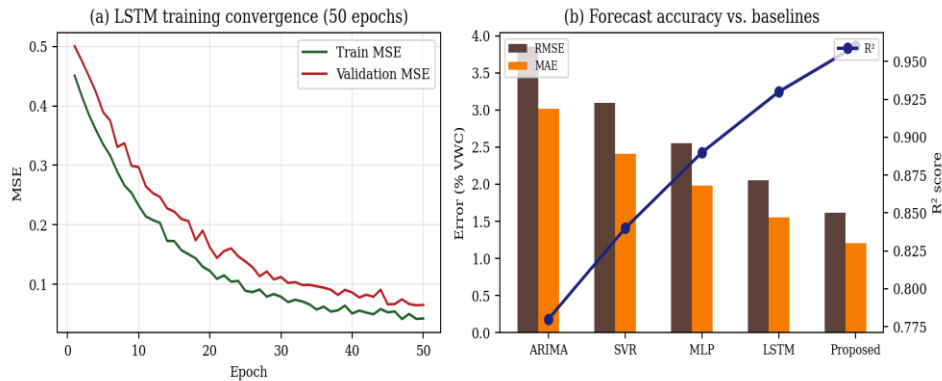 (a) LSTM training convergence (50 epochs)
Train MSE
Validation MSE
0.5
0.4
0.3
0.2
0.1
MSE
0
10
20
30
40
50
Epoch
(b) Forecast accuracy vs. baselines
RMSE
MAE
R²
4.0
3.5
3.0
2.5
2.0
1.5
1.0
0.5
0.0
Error (% VWC)
ARIMA
SVR
MLP
LSTM
Proposed
0.950
0.925
0.900
0.875
0.850
0.830
0.800
0.775
R² score